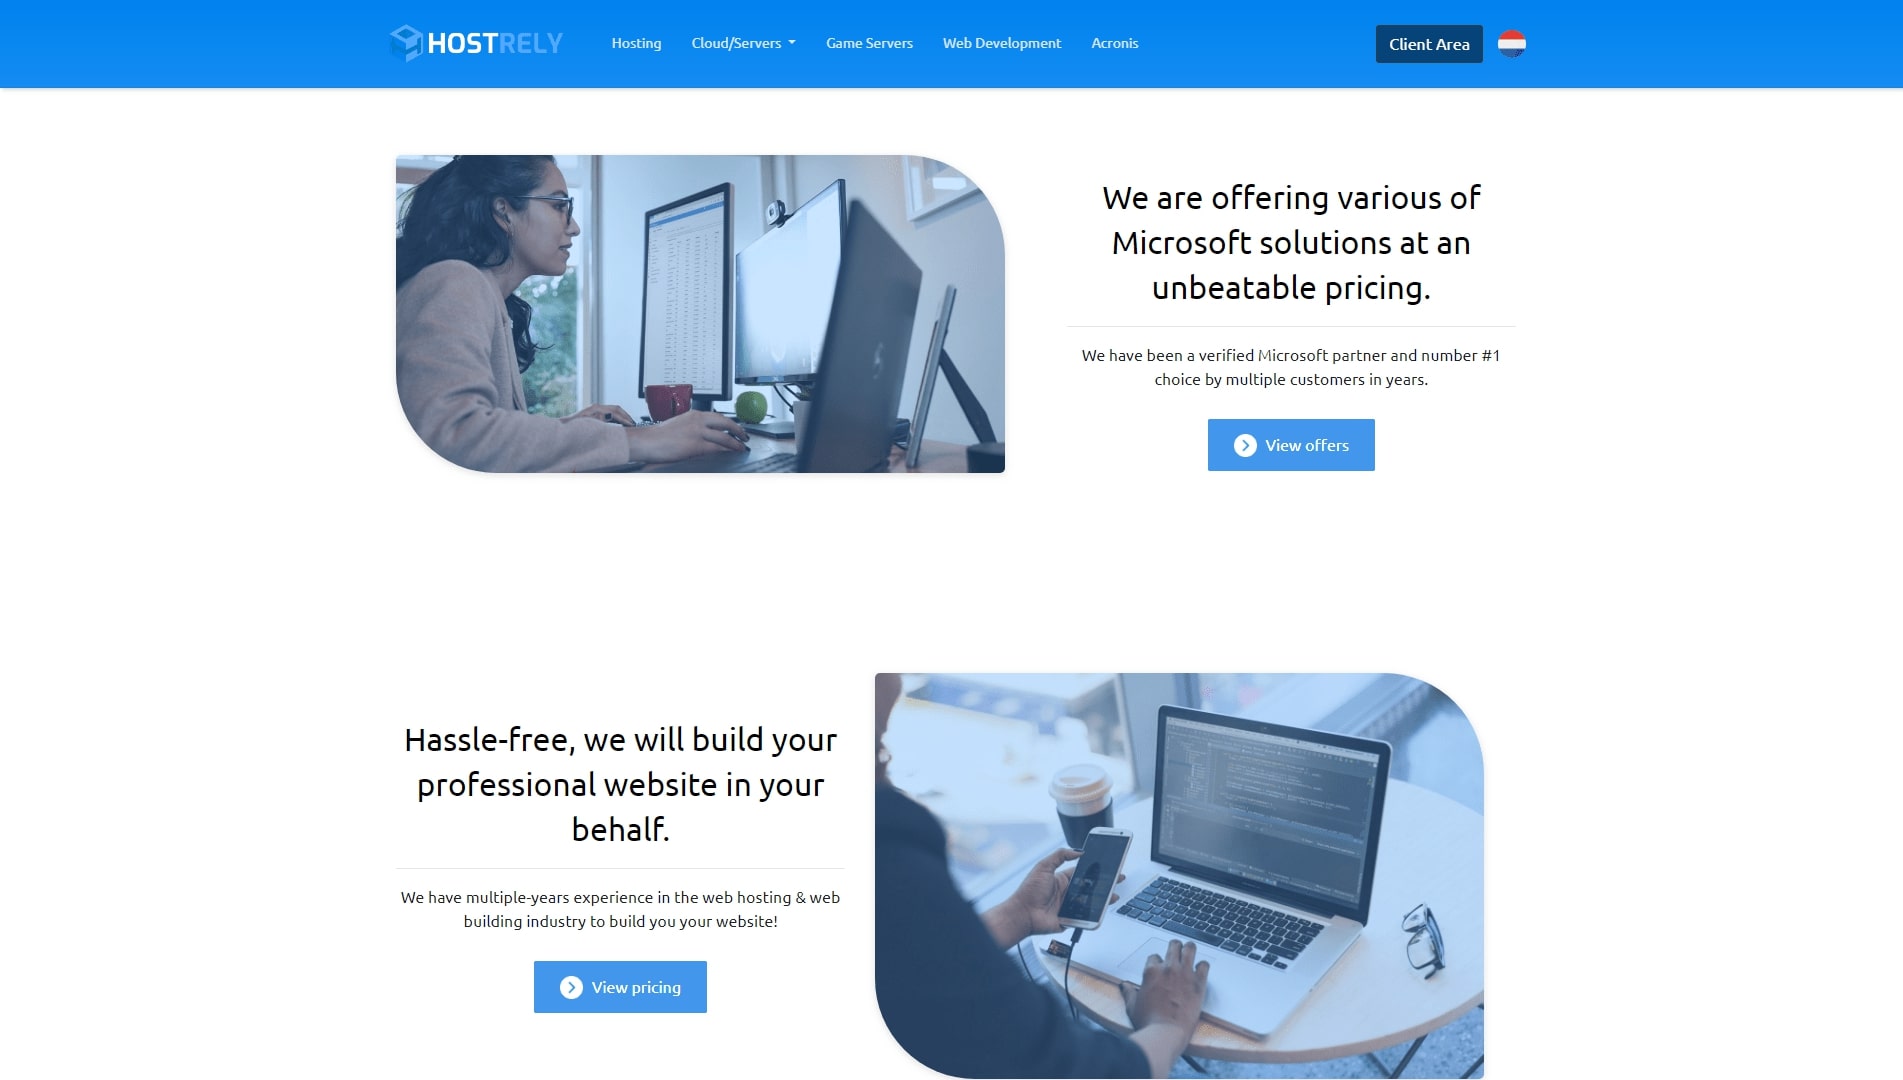 HOSTRELY
Hosting
Cloud/Servers
Game Servers
Web Development
Acronis
Client Area
We are offering various of
Microsoft solutions at an
unbeatable pricing.
We have been a verified Microsoft partner and number #1
choice by multiple customers in years.
View offers
Hassle-free, we will build your
professional website in your
behalf.
We have multiple-years experience in the web hosting & web
building industry to build you your website!
View pricing